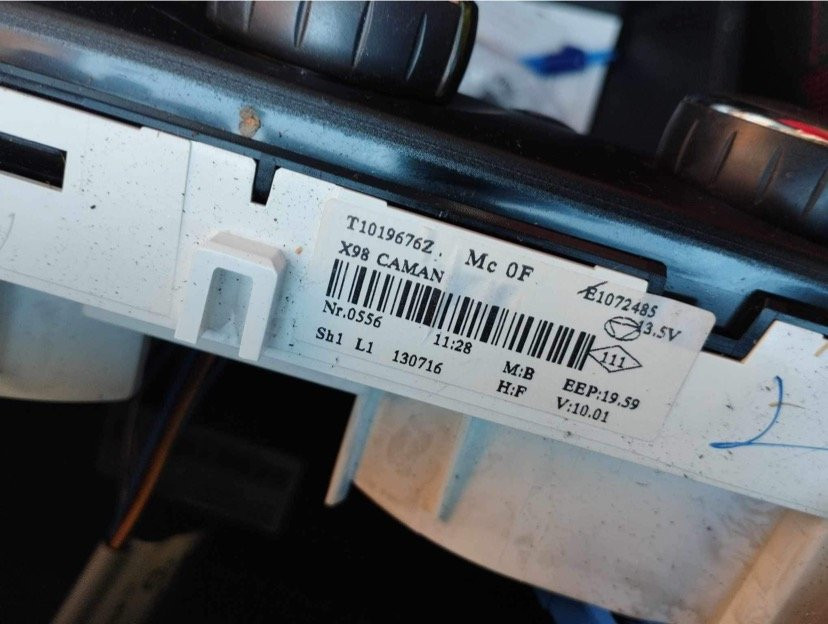 T1019676Z. Mc 0F
X98 CAMAN E1072485
13.5V
Nr.0556 11:28 111
Sh1 L1 130716 M:B EEP:19.59
H:F V:10.01